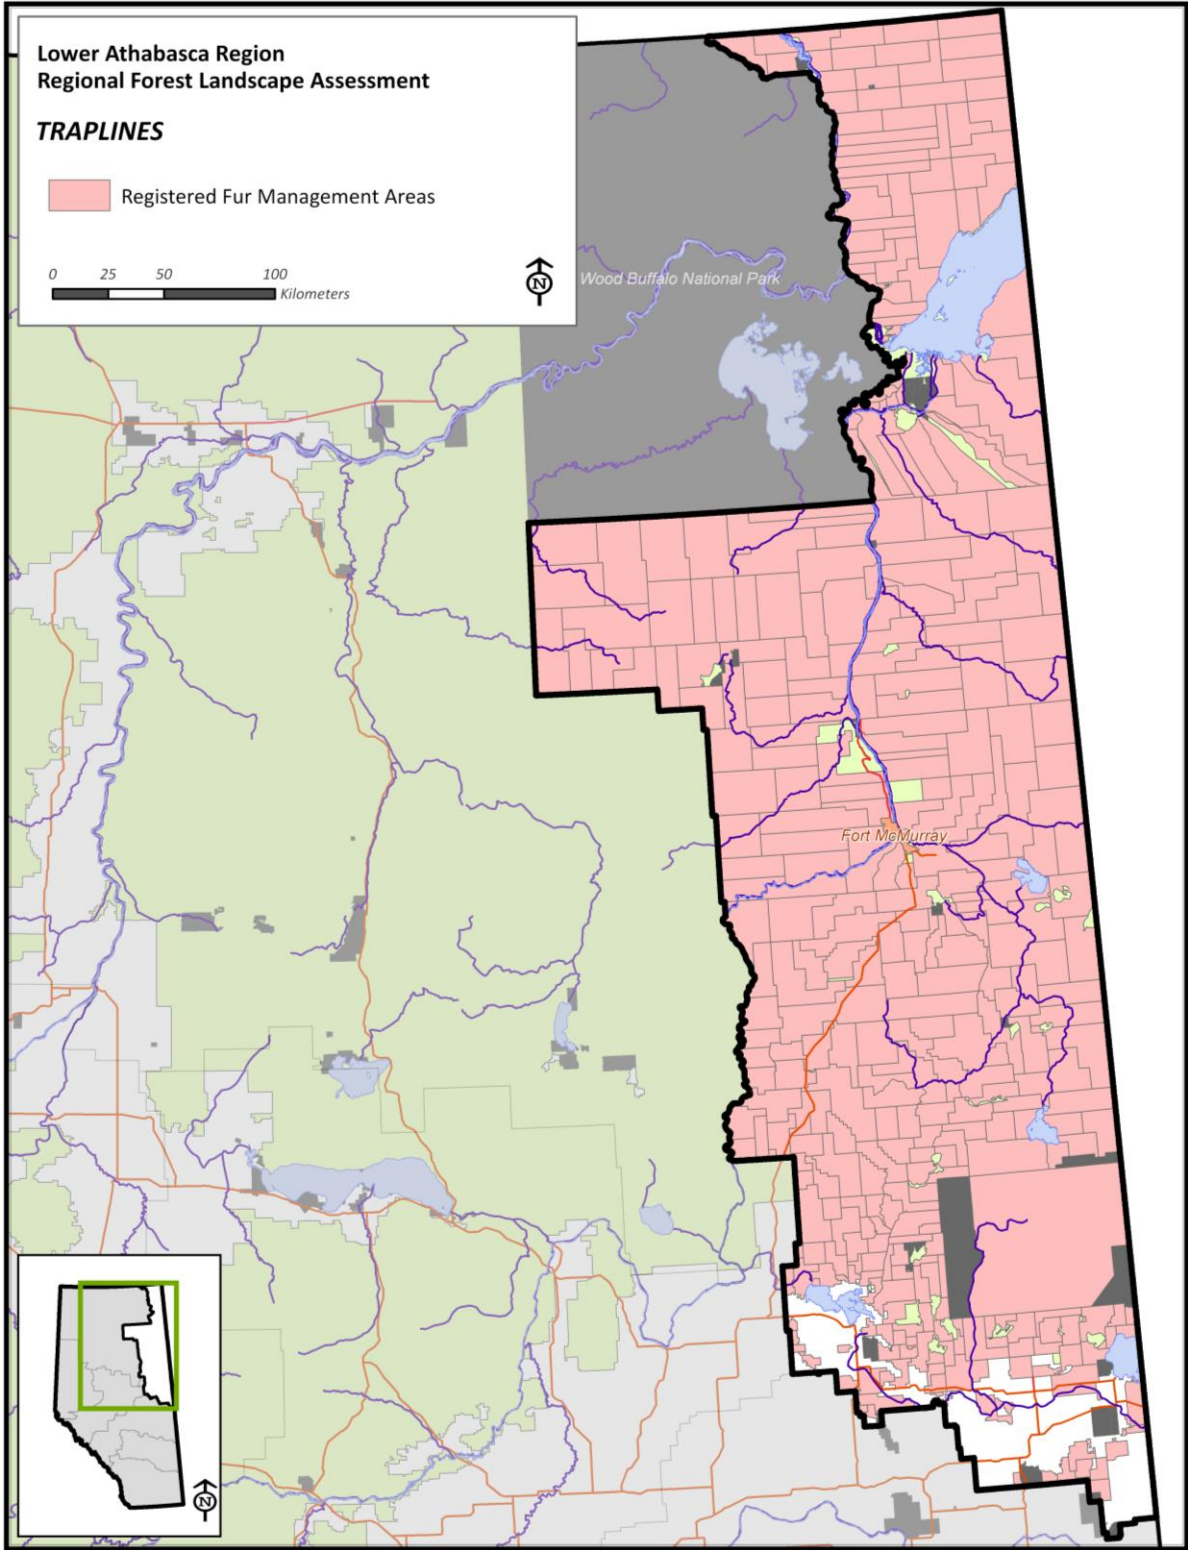 Lower Athabasca Region
Regional Forest Landscape Assessment
TRAPLINES
Registered Fur Management Areas
0 25 50 100
Kilometers
N
Wood Buffalo National Park
Fort McMurray
N